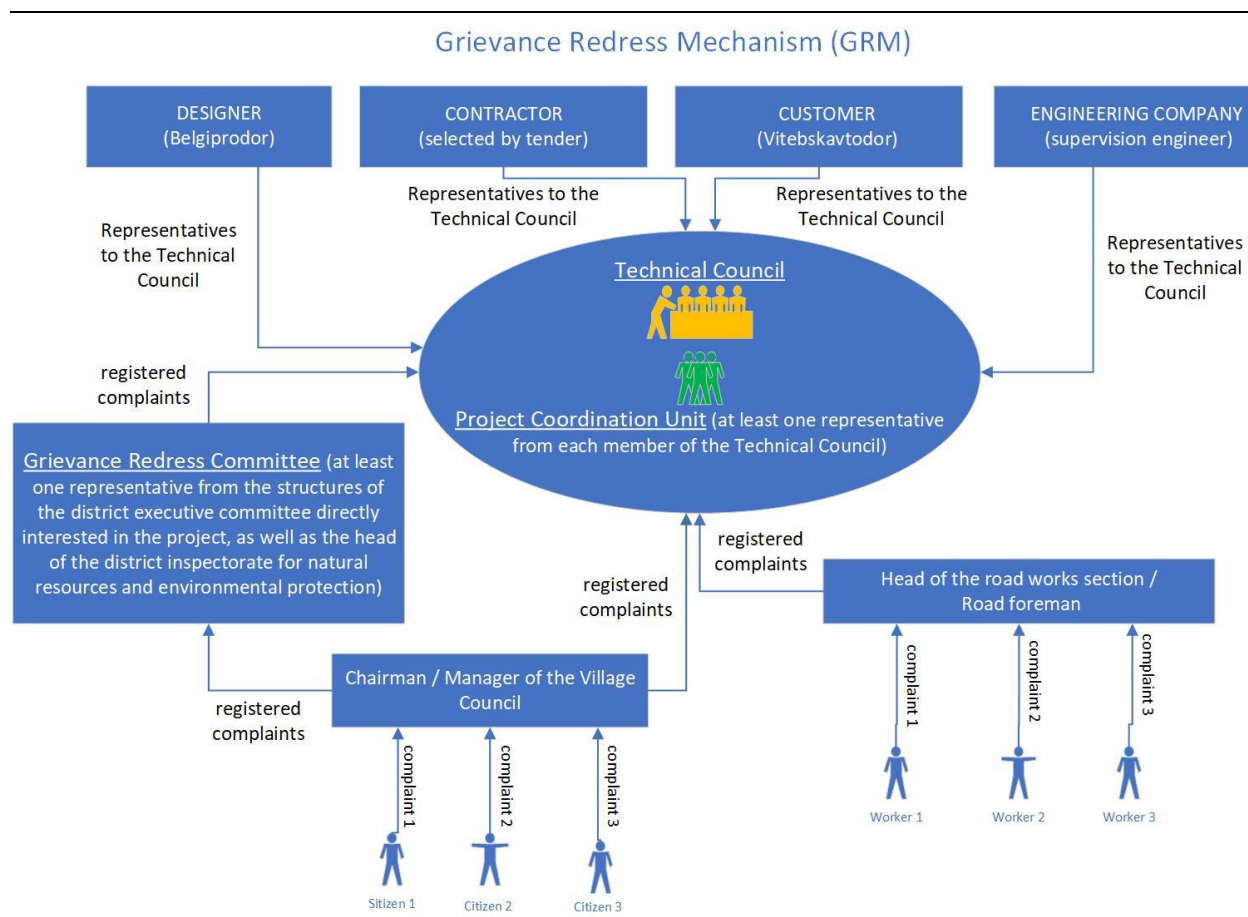 Grievance Redress Mechanism (GRM)
DESIGNER
(Belgiprodor)
CONTRACTOR
(selected by tender)
CUSTOMER
(Vitebskavtodor)
ENGINEERING COMPANY
(supervision engineer)
Representatives to the
Technical Council
Representatives to the
Technical Council
Representatives
to the Technical
Council
Representatives
to the Technical
Council
Technical Council
Project Coordination Unit (at least one representative
from each member of the Technical Council)
registered
complaints
Grievance Redress Committee (at least
one representative from the structures of
the district executive committee directly
interested in the project, as well as the head
of the district inspectorate for natural
resources and environmental protection)
registered
complaints
registered
complaints
Head of the road works section /
Road foreman
Chairman / Manager of the Village
Council
registered
complaints
complaint 1
complaint 2
complaint 3
complaint 1
complaint 2
complaint 3
Worker 1
Worker 2
Worker 3
Sitizen 1
Citizen 2
Citizen 3